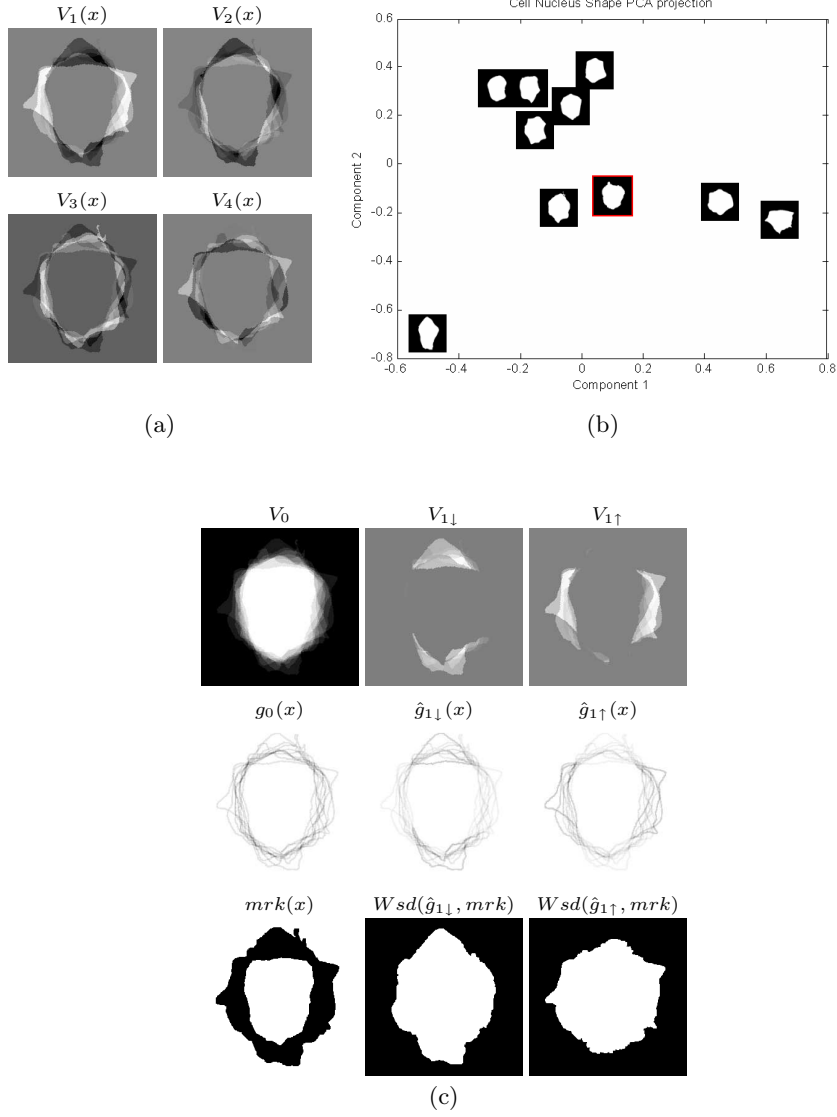 V₁(x) V₂(x)
V₃(x) V₄(x)
(a)
Cell Nucleus Shape PCA projection
0.6
0.4
0.2
0
-0.2
-0.4
-0.6
-0.8
Component 2
-0.6 -0.4 -0.2 0 0.2 0.4 0.6 0.8
Component 1
(b)
V₀ V₁↓ V₁↑
g₀(x) ĝ₁↓(x) ĝ₁↑(x)
mrk(x) Wsd(ĝ₁↓, mrk) Wsd(ĝ₁↑, mrk)
(c)